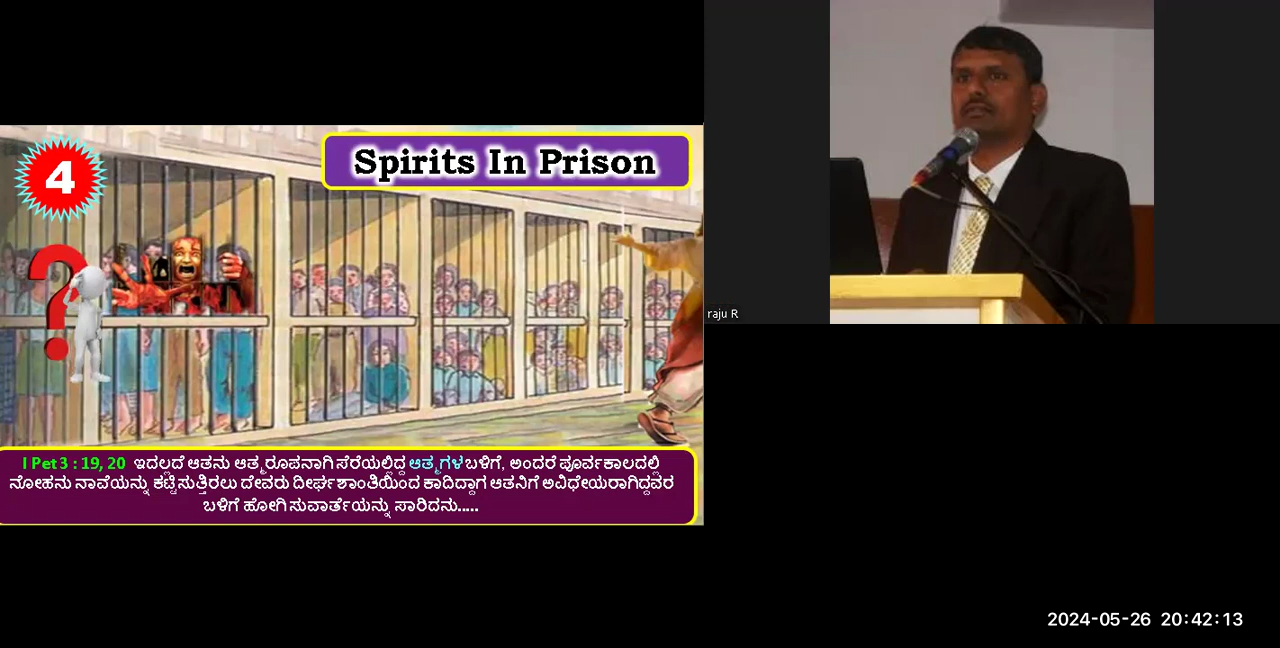 4
Spirits In Prison
I Pet 3 : 19, 20 ಇದಲ್ಲದೆ ಆತನು ಆತ್ಮರೂಪನಾಗಿ ಸೆರೆಯಲ್ಲಿದ್ದ ಆತ್ಮಗಳ ಬಳಿಗೆ, ಅಂದರೆ ಪೂರ್ವಕಾಲದಲ್ಲಿ
ನೋಹನು ನಾವೆಯನ್ನು ಕಟ್ಟಿಸುತ್ತಿರಲು ದೇವರು ದೀರ್ಘಶಾಂತಿಯಿಂದ ಕಾದಿದ್ದಾಗ ಆತನಿಗೆ ಅವಿಧೇಯರಾಗಿದ್ದವರ
ಬಳಿಗೆ ಹೋಗಿ ಸುವಾರ್ತೆಯನ್ನು ಸಾರಿದನು.....
raju R
2024-05-26 20:42:13